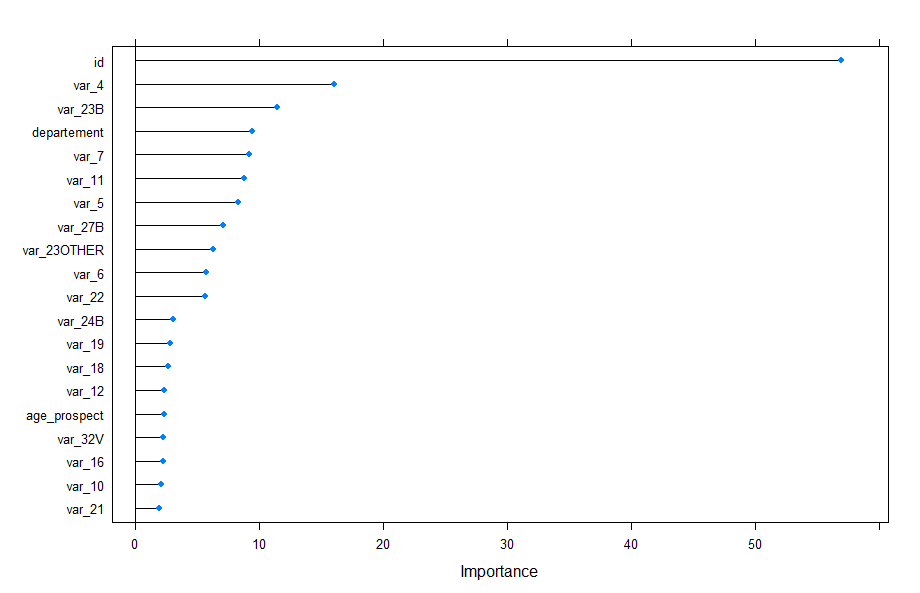 id
var_4
var_23B
departement
var_7
var_11
var_5
var_27B
var_23OTHER
var_6
var_22
var_24B
var_19
var_18
var_12
age_prospect
var_32V
var_16
var_10
var_21
0 10 20 30 40 50
Importance